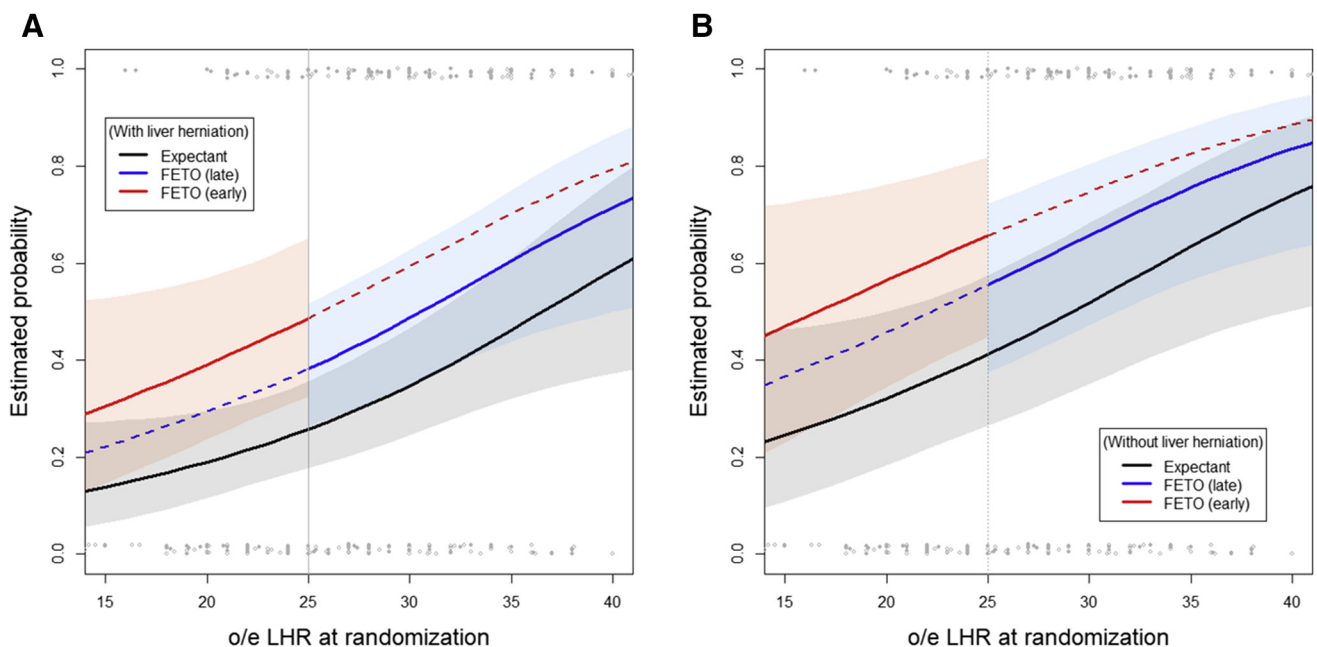 A
1.0
0.8
0.6
0.4
0.2
0.0
Estimated probability
(With liver herniation)
Expectant
FETO (late)
FETO (early)
15
20
25
30
35
40
o/e LHR at randomization
B
1.0
0.8
0.6
0.4
0.2
0.0
Estimated probability
(Without liver herniation)
Expectant
FETO (late)
FETO (early)
15
20
25
30
35
40
o/e LHR at randomization